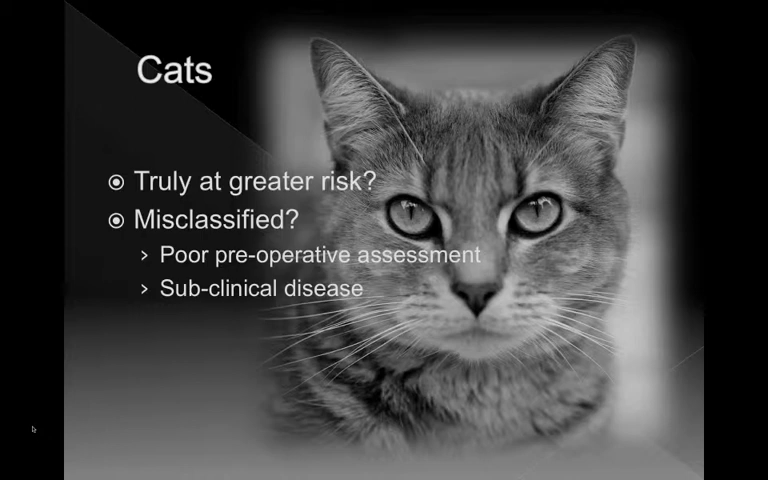 Cats
Truly at greater risk?
Misclassified?
Poor pre-operative assessment
Sub-clinical disease